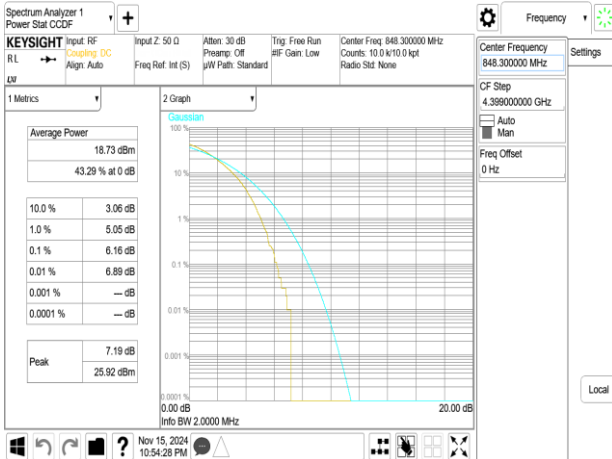 Spectrum Analyzer 1
Power Stat CCDF
Frequency
KEYSIGHT
RL
LXI
Input: RF
Coupling: DC
Align: Auto
Input Z: 50 Ω
Freq Ref: Int (S)
Atten: 30 dB
Preamp: Off
µW Path: Standard
Trig: Free Run
#IF Gain: Low
Center Freq: 848.300000 MHz
Counts: 10.0 k/10.0 kpt
Radio Std: None
Center Frequency
848.300000 MHz
Settings
CF Step
4.399000000 GHz
Auto
Man
Freq Offset
0 Hz
Local
1 Metrics
Average Power
18.73 dBm
43.29 % at 0 dB
10.0 % 3.06 dB
1.0 % 5.05 dB
0.1 % 6.16 dB
0.01 % 6.89 dB
0.001 % --- dB
0.0001 % --- dB
Peak 7.19 dB
25.92 dBm
2 Graph
Gaussian
100 %
10 %
1 %
0.1 %
0.01 %
0.001 %
0.0001 %
0.00 dB 20.00 dB
Info BW 2.0000 MHz
?
Nov 15, 2024
10:54:28 PM